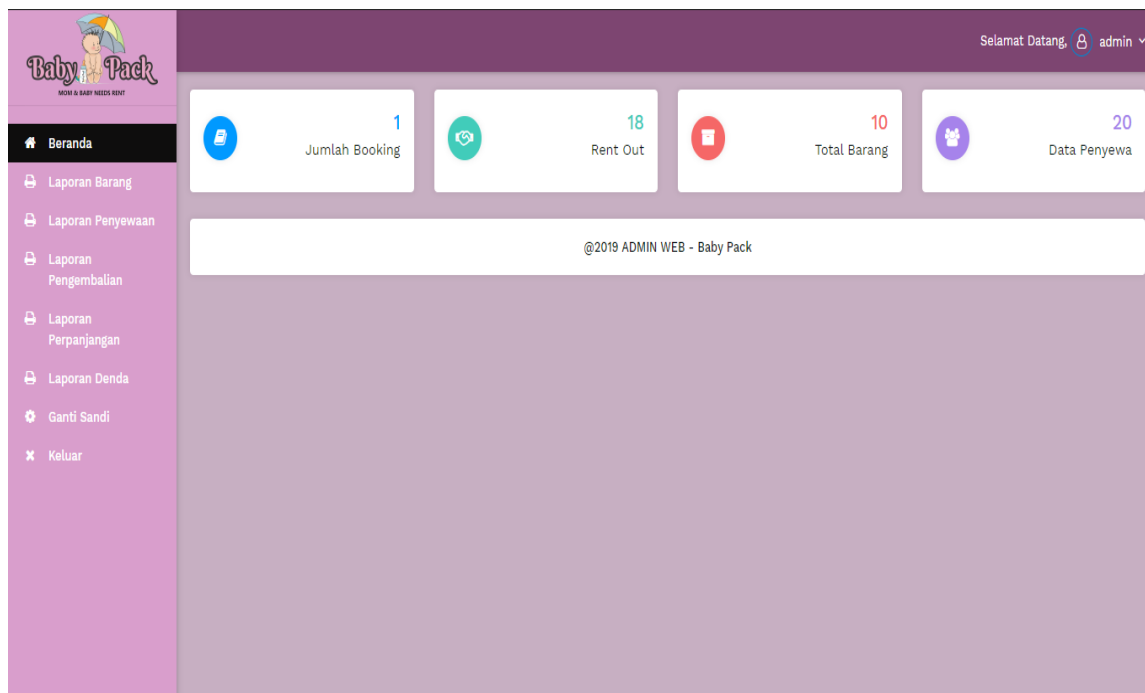 Baby Pack
MOM & BABY NEEDS RENT
Selamat Datang, admin
Beranda
Laporan Barang
Laporan Penyewaan
Laporan
Pengembalian
Laporan
Perpanjangan
Laporan Denda
Ganti Sandi
Keluar
1
Jumlah Booking
18
Rent Out
10
Total Barang
20
Data Penyewa
@2019 ADMIN WEB - Baby Pack